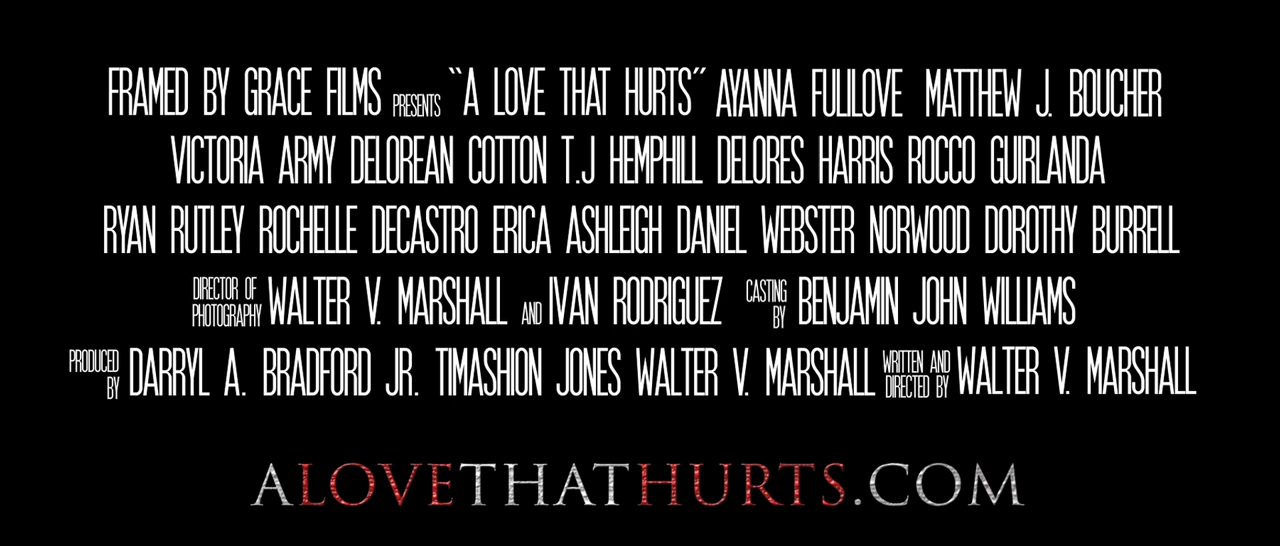 FRAMED BY GRACE FILMS PRESENTS "A LOVE THAT HURTS" AYANNA FULILOVE MATTHEW J. BOUCHER
VICTORIA ARMY DELOREAN COTTON T.J HEMPHILL DELORES HARRIS ROCCO GUIRLANDA
RYAN RUTLEY ROCHELLE DECASTRO ERICA ASHLEIGH DANIEL WEBSTER NORWOOD DOROTHY BURRELL
DIRECTOR OF PHOTOGRAPHY WALTER V. MARSHALL AND IVAN RODRIGUEZ CASTING BY BENJAMIN JOHN WILLIAMS
PRODUCED BY DARRYL A. BRADFORD JR. TIMASHION JONES WALTER V. MARSHALL WRITTEN AND DIRECTED BY WALTER V. MARSHALL
ALOVETHATHURTS.COM